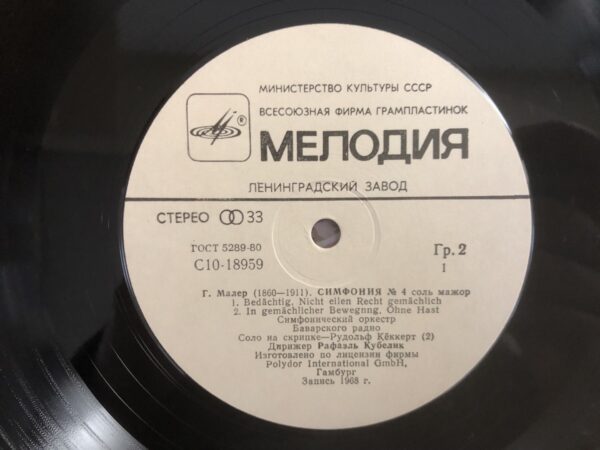 МИНИСТЕРСТВО КУЛЬТУРЫ СССР
ВСЕСОЮЗНАЯ ФИРМА ГРАМПЛАСТИНОК
®
МЕЛОДИЯ
ЛЕНИНГРАДСКИЙ ЗАВОД
СТЕРЕО 33
ГОСТ 5289-80
С10-18959
Гр. 2
1
Г. Малер (1860—1911). СИМФОНИЯ № 4 соль мажор
1. Bedächtig, Nicht eilen Recht gemächlich
2. In gemächlicher Bewegung, Ohne Hast
Симфонический оркестр
Баварского радио
Соло на скрипке—Рудольф Кёккерт (2)
Дирижер Рафаэль Кубелик
Изготовлено по лицензии фирмы
Polydor International GmbH,
Гамбург
Запись 1968 г.